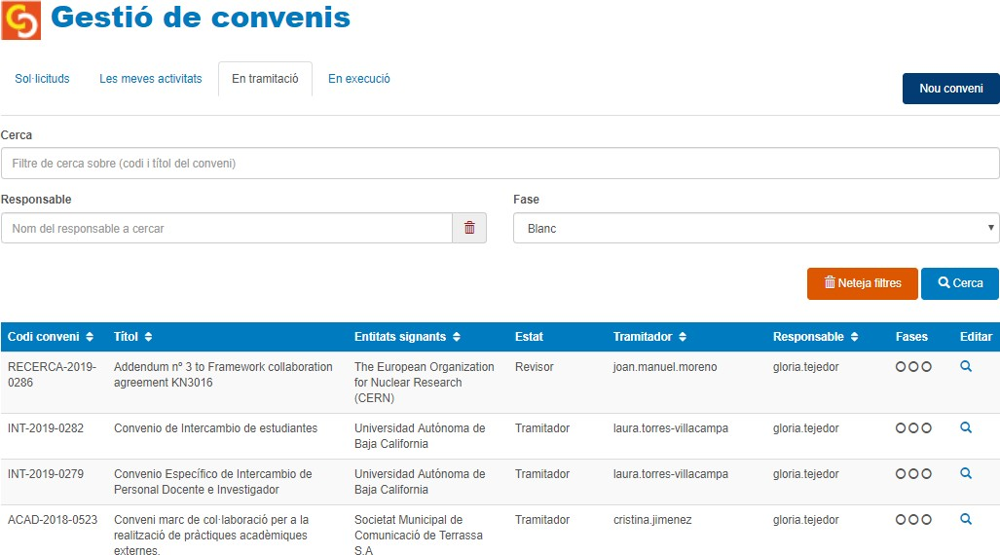 Gestió de convenis
Sol·licituds Les meves activitats En tramitació En execució
Nou conveni
Cerca
Filtre de cerca sobre (codi i títol del conveni)
Responsable Fase
Nom del responsable a cercar Blanc
Neteja filtres Cerca
Codi conveni Títol Entitats signants Estat Tramitador Responsable Fases Editar
RECERCA-2019- Addendum nº 3 to Framework collaboration The European Organization Revisor joan.manuel.moreno gloria.tejedor
0286 agreement KN3016 for Nuclear Research
(CERN)
INT-2019-0282 Convenio de Intercambio de estudiantes Universidad Autónoma de Tramitador laura.torres-villacampa gloria.tejedor
Baja California
INT-2019-0279 Convenio Específico de Intercambio de Universidad Autónoma de Tramitador laura.torres-villacampa gloria.tejedor
Personal Docente e Investigador Baja California
ACAD-2018-0523 Conveni marc de col·laboració per a la Societat Municipal de Tramitador cristina.jimenez gloria.tejedor
realització de pràctiques acadèmiques Comunicació de Terrassa
externes. S.A